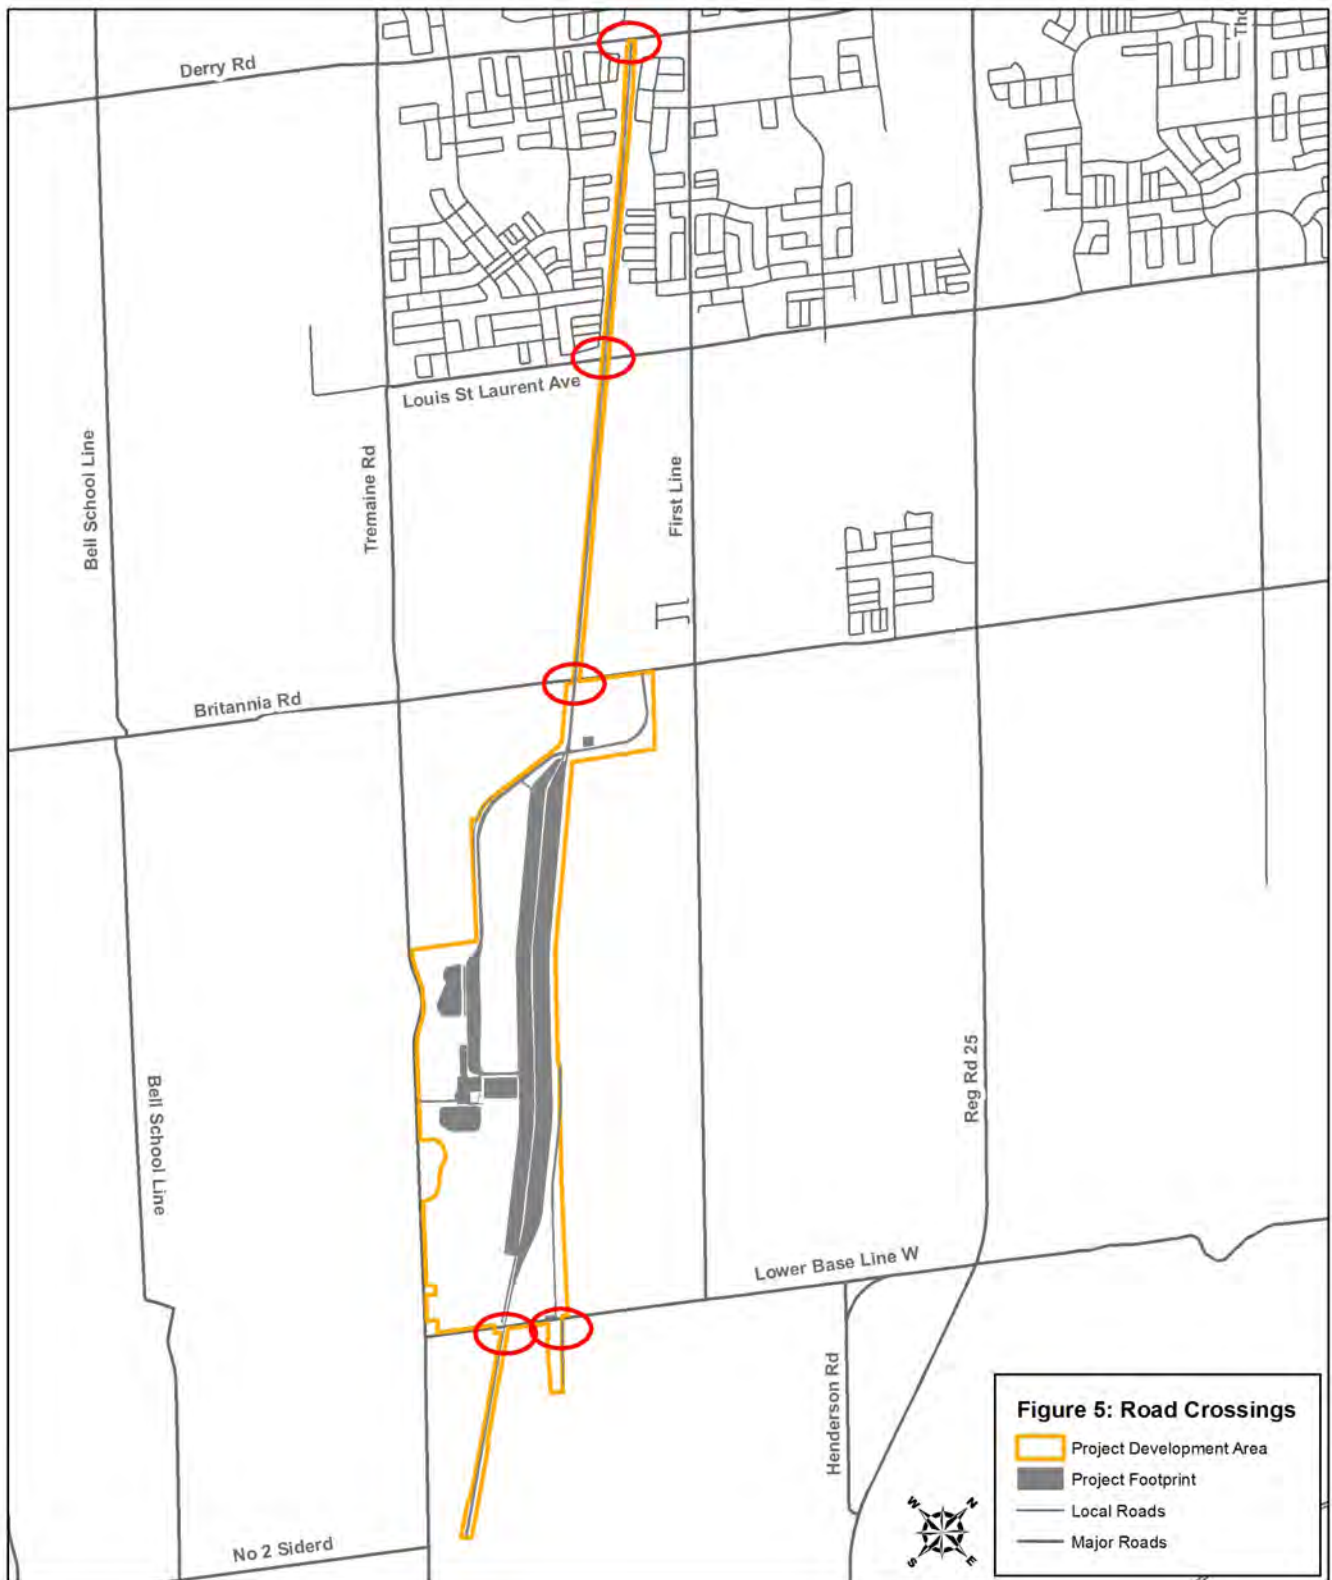 Tho
Derry Rd
Louis St Laurent Ave
Bell School Line
Tremaine Rd
First Line
Britannia Rd
Reg Rd 25
Bell School Line
Lower Base Line W
Henderson Rd
No 2 Siderd
Figure 5: Road Crossings
Project Development Area
Project Footprint
Local Roads
Major Roads
W
N
S
E